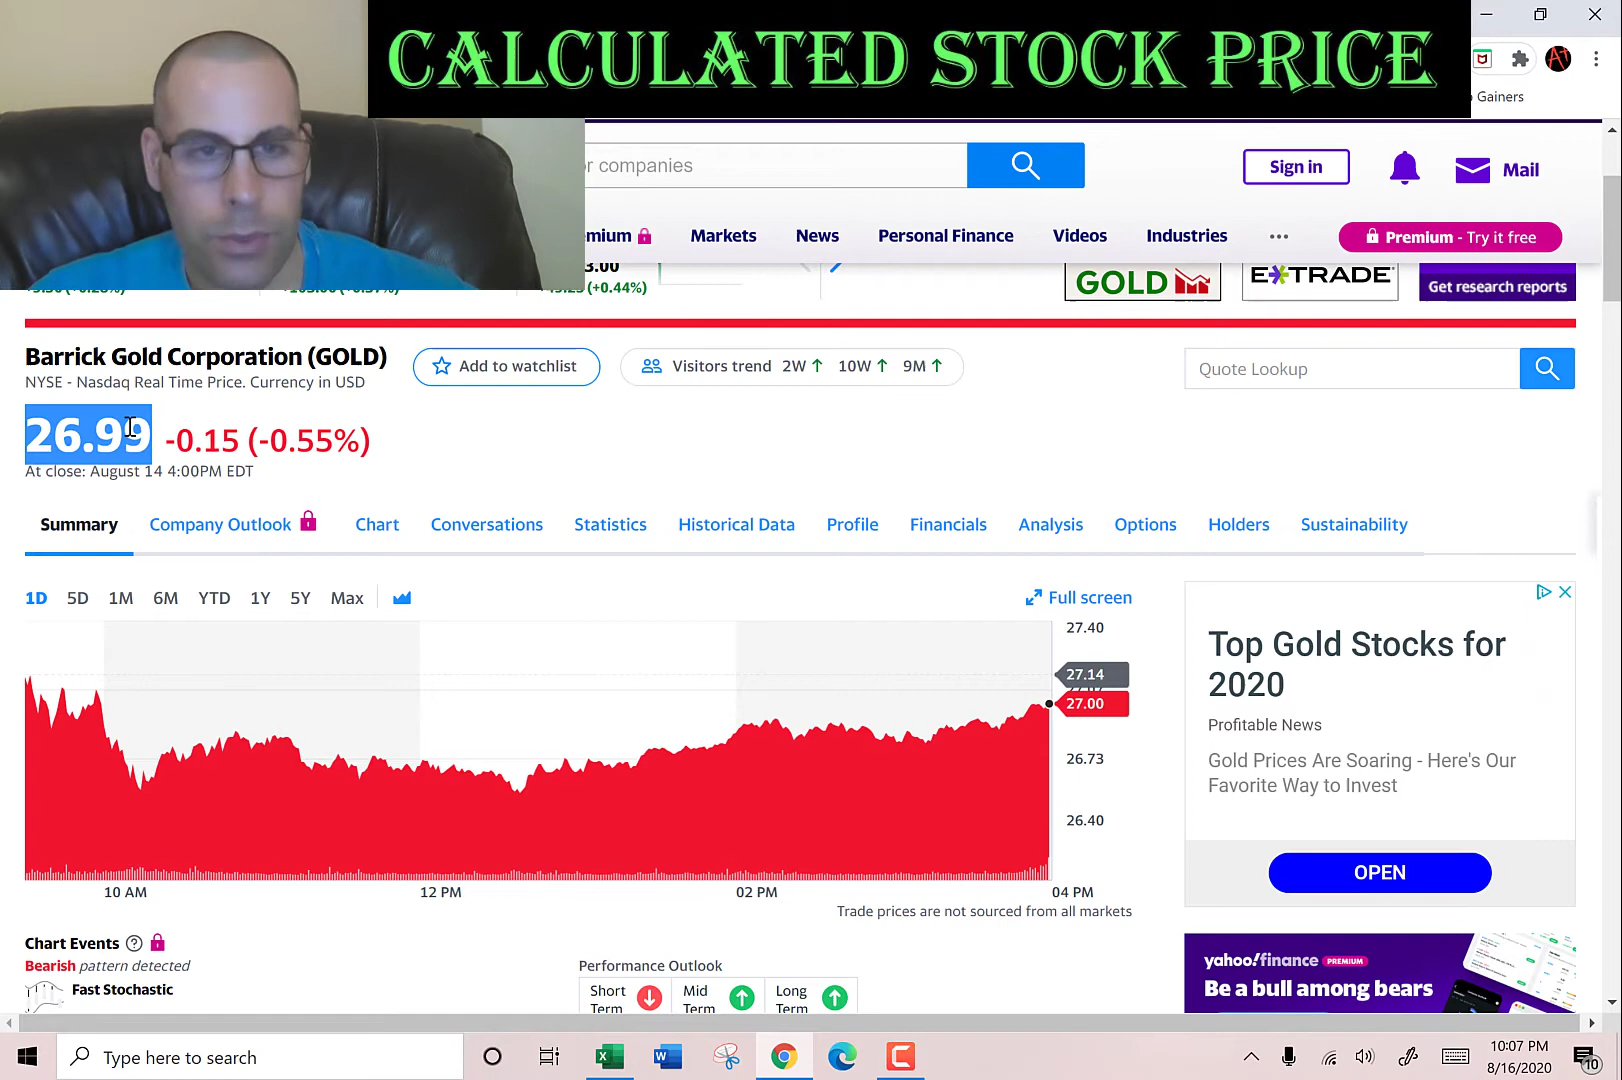 CALCULATED STOCK PRICE
Gainers
r companies
Sign in
Mail
mium
Markets
News
Personal Finance
Videos
Industries
Premium - Try it free
3.00
(+0.44%)
GOLD
E*TRADE
Get research reports
Barrick Gold Corporation (GOLD)
NYSE - Nasdaq Real Time Price. Currency in USD
Add to watchlist
Visitors trend 2W↑ 10W↑ 9M↑
Quote Lookup
26.99 -0.15 (-0.55%)
At close: August 14 4:00PM EDT
Summary
Company Outlook
Chart
Conversations
Statistics
Historical Data
Profile
Financials
Analysis
Options
Holders
Sustainability
1D 5D 1M 6M YTD 1Y 5Y Max
Full screen
27.40
27.14
27.00
26.73
26.40
10 AM
12 PM
02 PM
04 PM
Trade prices are not sourced from all markets
Top Gold Stocks for
2020
Profitable News
Gold Prices Are Soaring - Here's Our
Favorite Way to Invest
OPEN
Chart Events
Bearish pattern detected
Fast Stochastic
Performance Outlook
Short
Term
Mid
Term
Long
Term
yahoo!finance PREMIUM
Be a bull among bears
Type here to search
10:07 PM
8/16/2020
10